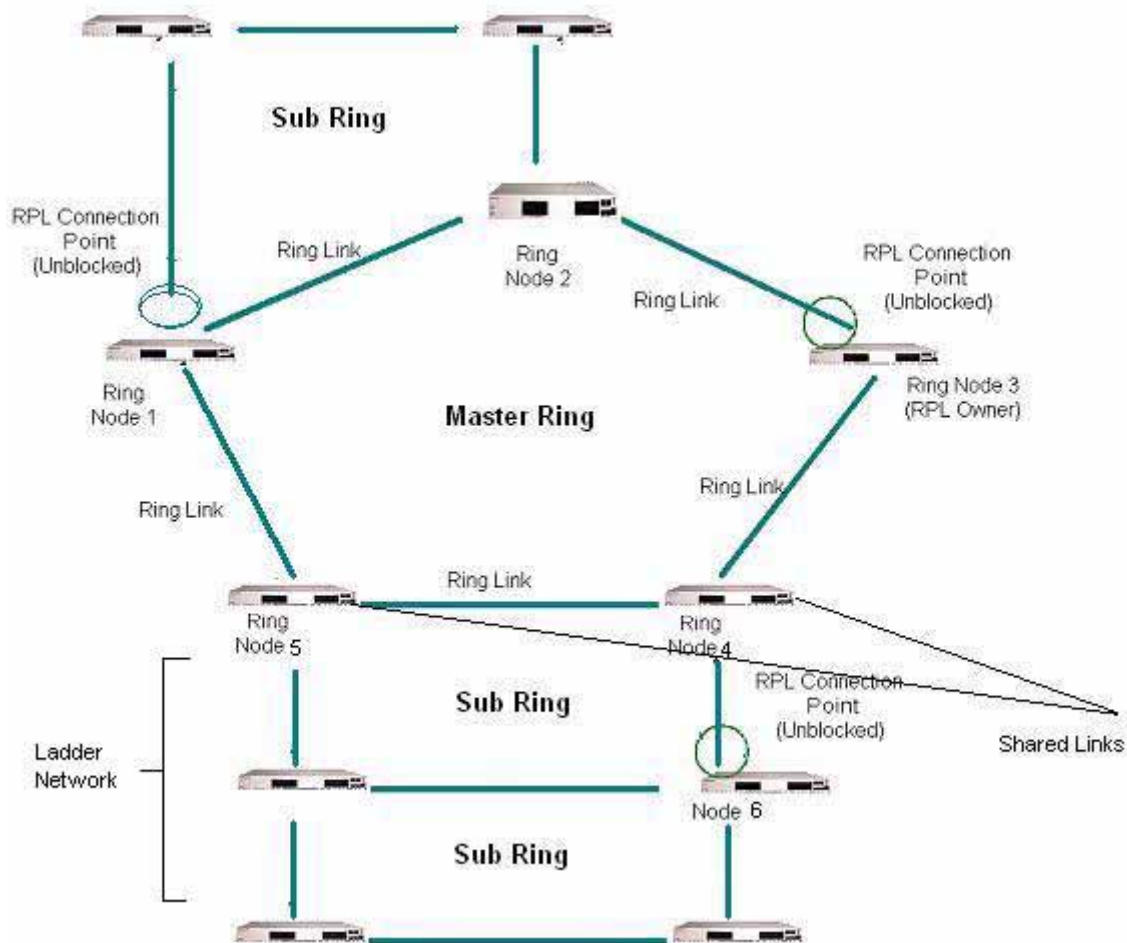 Sub Ring
RPL Connection
Point
(Unblocked)
Ring Link
Ring
Node 2
RPL Connection
Point
(Unblocked)
Ring Link
Ring
Node 1
Ring Node 3
(RPL Owner)
Master Ring
Ring Link
Ring Link
Ring Link
Ring
Node 5
Ring
Node 4
RPL Connection
Point
(Unblocked)
Sub Ring
Shared Links
Ladder
Network
Node 6
Sub Ring